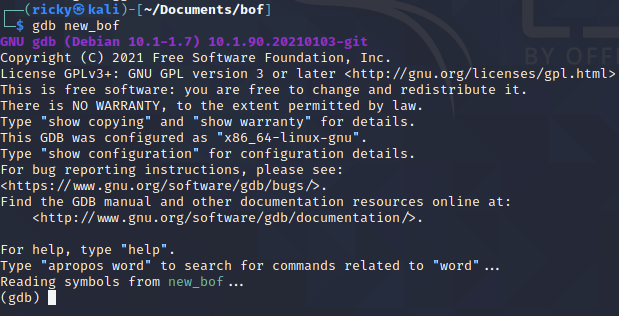 ┌──(ricky㉿kali)-[~/Documents/bof]
└─$ gdb new_bof
GNU gdb (Debian 10.1-1.7) 10.1.90.20210103-git
Copyright (C) 2021 Free Software Foundation, Inc.
License GPLv3+: GNU GPL version 3 or later <http://gnu.org/licenses/gpl.html>
This is free software: you are free to change and redistribute it.
There is NO WARRANTY, to the extent permitted by law.
Type "show copying" and "show warranty" for details.
This GDB was configured as "x86_64-linux-gnu".
Type "show configuration" for configuration details.
For bug reporting instructions, please see:
<https://www.gnu.org/software/gdb/bugs/>.
Find the GDB manual and other documentation resources online at:
    <http://www.gnu.org/software/gdb/documentation/>.

For help, type "help".
Type "apropos word" to search for commands related to "word"...
Reading symbols from new_bof...
(gdb)
BY OFF